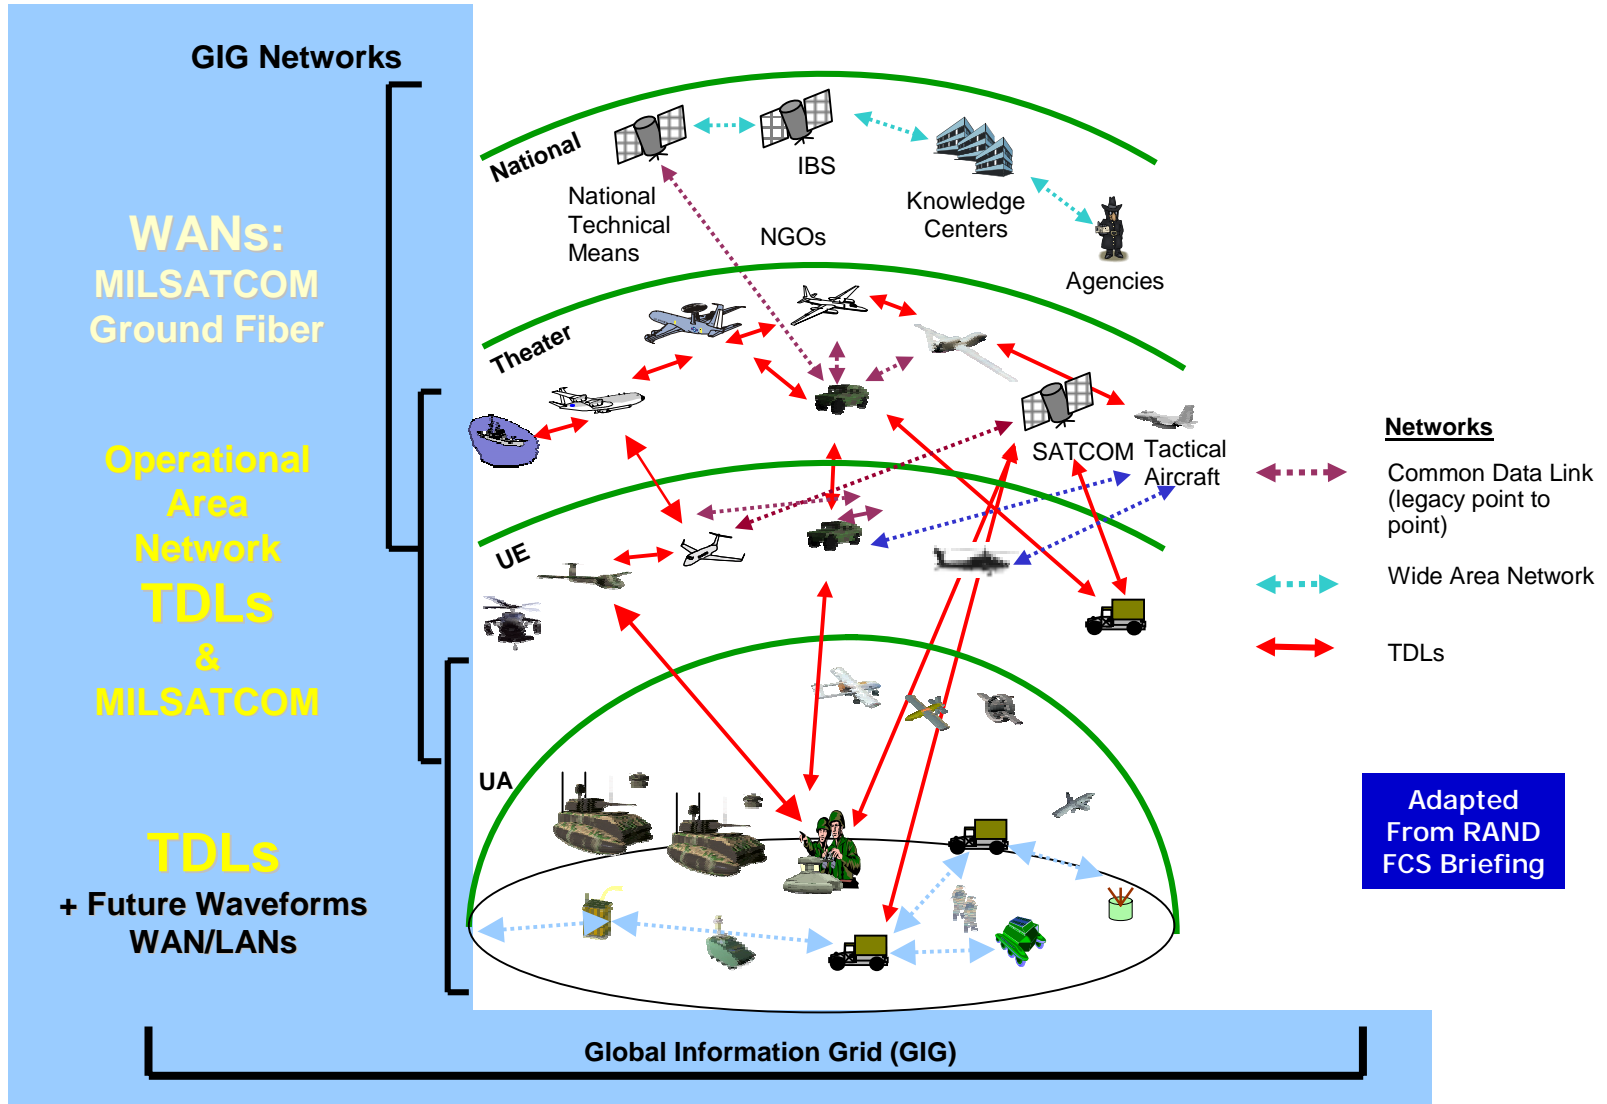 GIG Networks
WANs:
MILSATCOM
Ground Fiber
Operational
Area
Network
TDLs
&
MILSATCOM
TDLs
+ Future Waveforms
WAN/LANs
National
National
Technical
Means
IBS
NGOs
Knowledge
Centers
Agencies
Theater
SATCOM
Tactical
Aircraft
UE
UA
Networks
Common Data Link
(legacy point to
point)
Wide Area Network
TDLs
Adapted
From RAND
FCS Briefing
Global Information Grid (GIG)